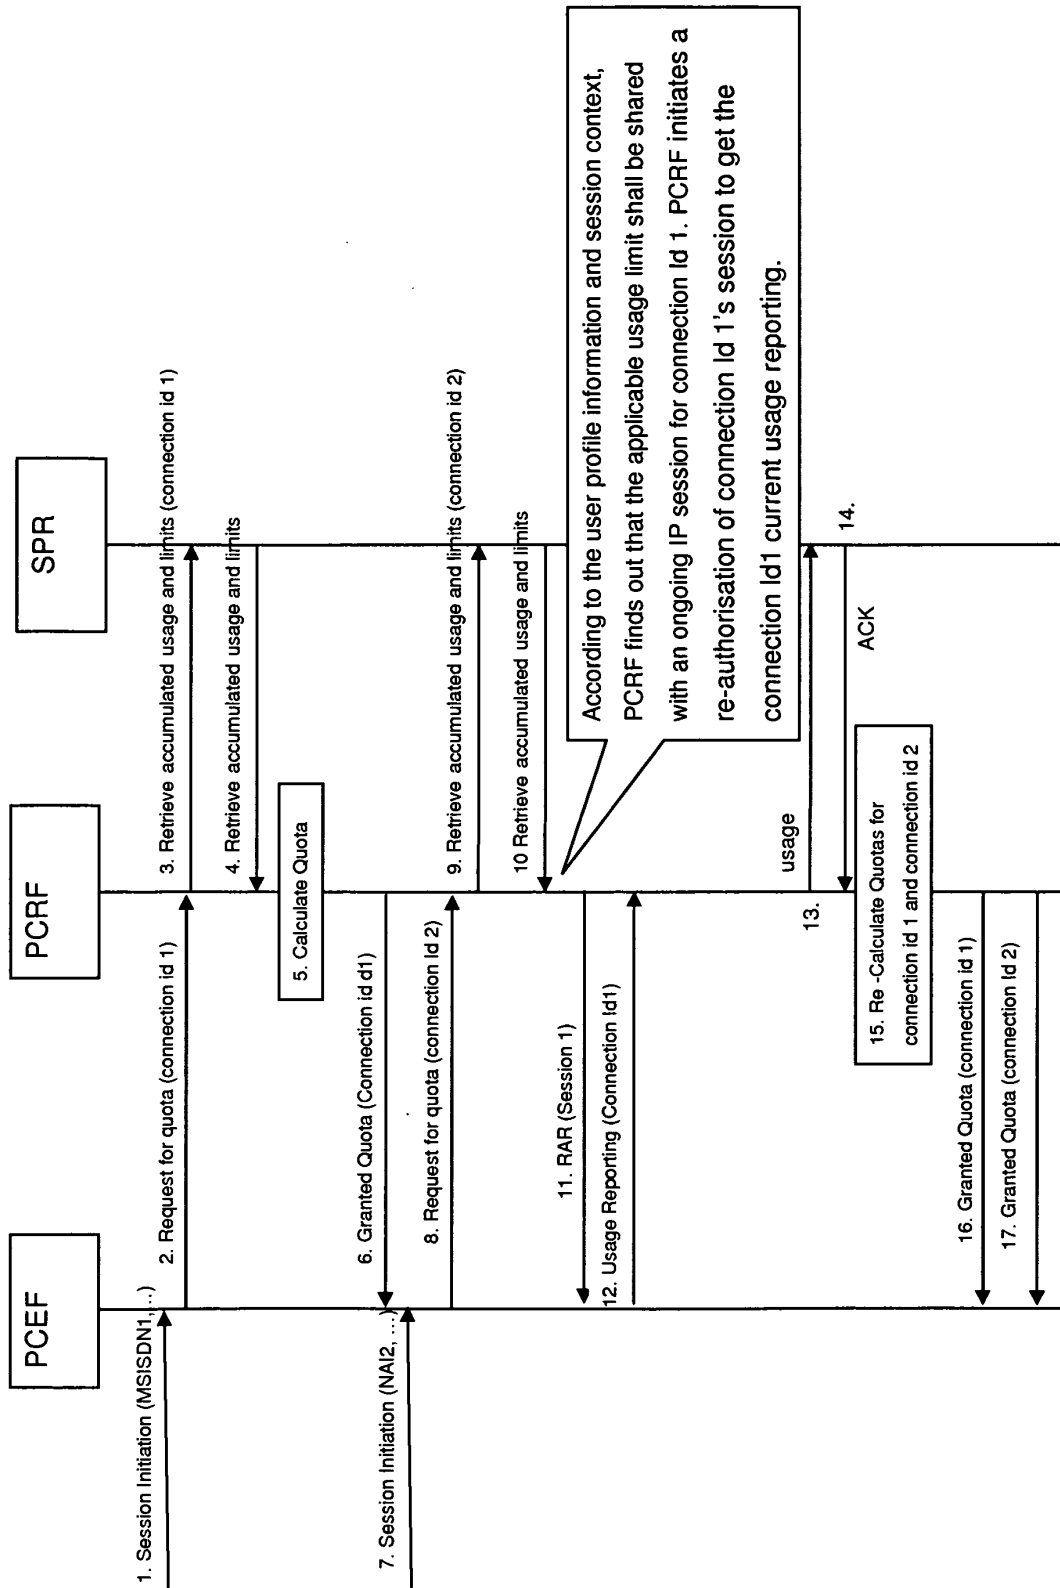 PCEF
PCRF
SPR
1. Session Initiation (MSISDN1,...)
2. Request for quota (connection id 1)
3. Retrieve accumulated usage and limits (connection id 1)
4. Retrieve accumulated usage and limits
5. Calculate Quota
6. Granted Quota (Connection id d1)
7. Session Initiation (NAI2, ...)
8. Request for quota (connection Id 2)
9. Retrieve accumulated usage and limits (connection id 2)
10 Retrieve accumulated usage and limits
According to the user profile information and session context,
PCRF finds out that the applicable usage limit shall be shared
with an ongoing IP session for connection Id 1. PCRF initiates a
re-authorisation of connection Id 1's session to get the
connection Id1 current usage reporting.
11. RAR (Session 1)
12. Usage Reporting (Connection Id1)
13.
usage
14.
ACK
15. Re -Calculate Quotas for
connection id 1 and connection id 2
16. Granted Quota (connection Id 1)
17. Granted Quota (connection Id 2)